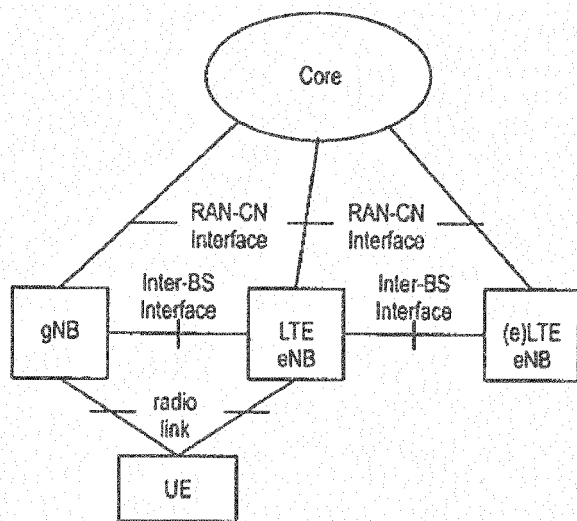 Core
RAN-CN
Interface
RAN-CN
Interface
Inter-BS
Interface
Inter-BS
Interface
gNB
LTE
eNB
(e)LTE
eNB
radio
link
UE